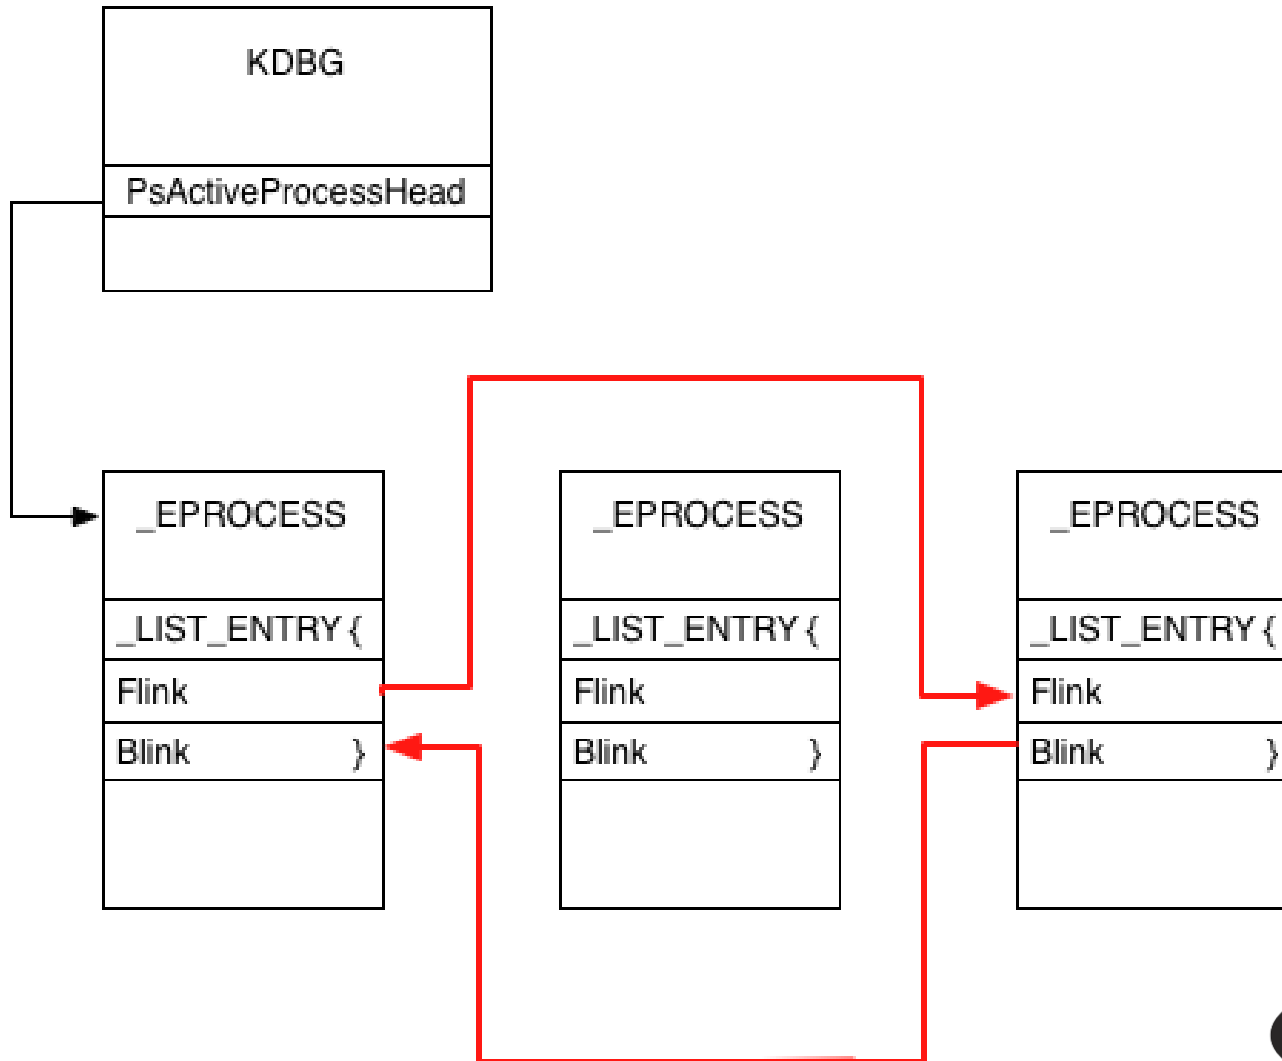 KDBG
PsActiveProcessHead
_EPROCESS
_LIST_ENTRY {
Flink
Blink }
_EPROCESS
_LIST_ENTRY {
Flink
Blink }
_EPROCESS
_LIST_ENTRY {
Flink
Blink }